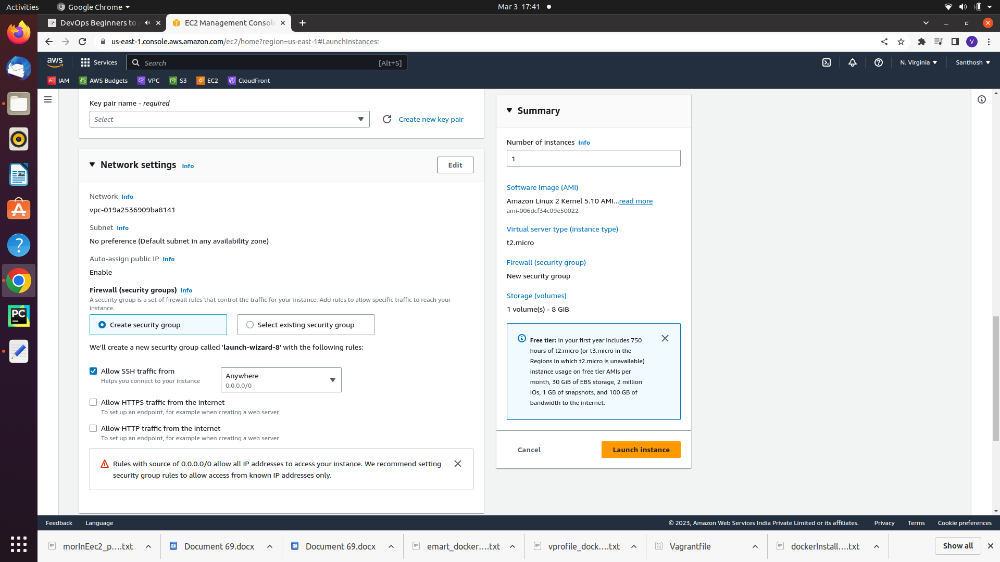 Activities
Google Chrome
Mar 3 17:41
DevOps Beginners to
EC2 Management Console
us-east-1.console.aws.amazon.com/ec2/home?region=us-east-1#LaunchInstances:
V
aws
Services
Search
[Alt+S]
N. Virginia
Santhosh
IAM
AWS Budgets
VPC
S3
EC2
CloudFront
Key pair name - required
Select
Create new key pair
Network settings Info
Edit
Network Info
vpc-019a2536909ba8141
Subnet Info
No preference (Default subnet in any availability zone)
Auto-assign public IP Info
Enable
Firewall (security groups) Info
A security group is a set of firewall rules that control the traffic for your instance. Add rules to allow specific traffic to reach your
instance.
Create security group
Select existing security group
We'll create a new security group called 'launch-wizard-8' with the following rules:
Allow SSH traffic from
Helps you connect to your instance
Anywhere
0.0.0.0/0
Allow HTTPS traffic from the internet
To set up an endpoint, for example when creating a web server
Allow HTTP traffic from the internet
To set up an endpoint, for example when creating a web server
Rules with source of 0.0.0.0/0 allow all IP addresses to access your instance. We recommend setting
security group rules to allow access from known IP addresses only.
Summary
Number of instances Info
1
Software Image (AMI)
Amazon Linux 2 Kernel 5.10 AMI...read more
ami-006dcf34c09e50022
Virtual server type (instance type)
t2.micro
Firewall (security group)
New security group
Storage (volumes)
1 volume(s) - 8 GiB
Free tier: In your first year includes 750
hours of t2.micro (or t3.micro in the
Regions in which t2.micro is unavailable)
instance usage on free tier AMIs per
month, 30 GiB of EBS storage, 2 million
IOs, 1 GB of snapshots, and 100 GB of
bandwidth to the internet.
Cancel
Launch instance
PC
Feedback
Language
© 2023, Amazon Web Services India Private Limited or its affiliates.
Privacy
Terms
Cookie preferences
morInEec2_p....txt
Document 69.docx
Document 69.docx
emart_docker....txt
vprofile_dock....txt
Vagrantfile
dockerInstall....txt
Show all